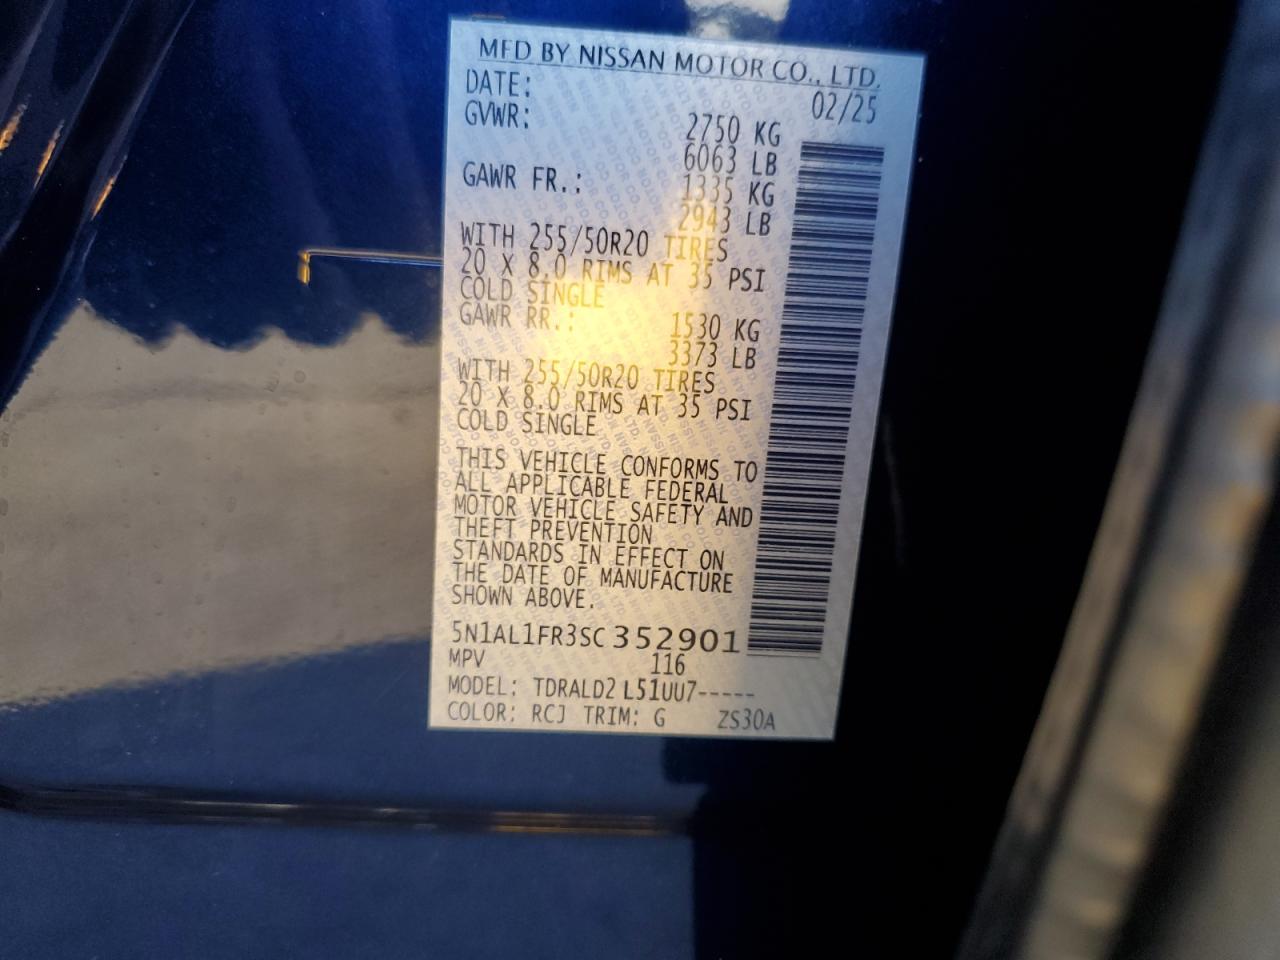 MFD BY NISSAN MOTOR CO., LTD.
DATE: 02/25
GVWR: 2750 KG
6063 LB
GAWR FR.: 1335 KG
2943 LB
WITH 255/50R20 TIRES
20 X 8.0 RIMS AT 35 PSI
COLD SINGLE
GAWR RR.: 1530 KG
3373 LB
WITH 255/50R20 TIRES
20 X 8.0 RIMS AT 35 PSI
COLD SINGLE
THIS VEHICLE CONFORMS TO
ALL APPLICABLE FEDERAL
MOTOR VEHICLE SAFETY AND
THEFT PREVENTION
STANDARDS IN EFFECT ON
THE DATE OF MANUFACTURE
SHOWN ABOVE.
5N1AL1FR3SC352901
MPV 116
MODEL: TDRALD2 L51UU7-----
COLOR: RCJ TRIM: G ZS30A